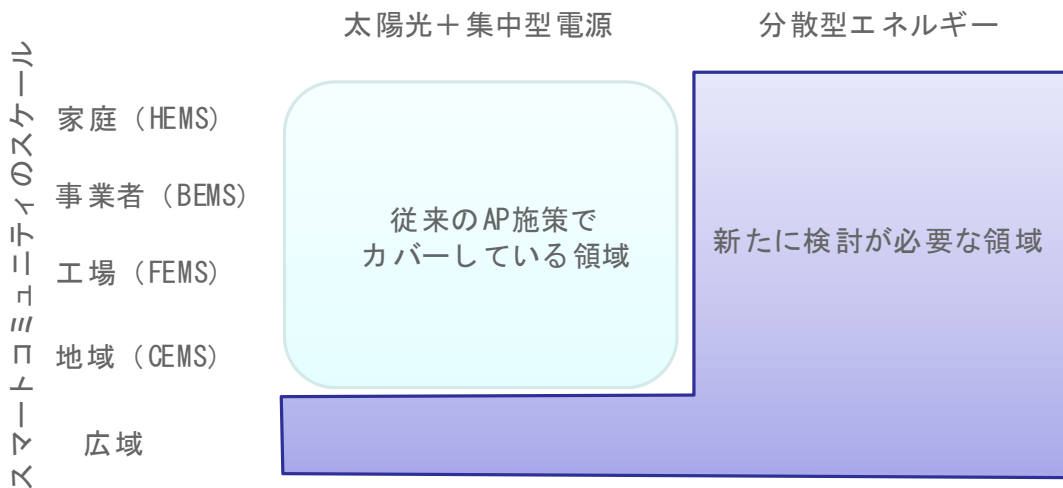 太陽光＋集中型電源
分散型エネルギー
スマートコミュニティのスケール
家庭（HEMS）
事業者（BEMS）
工場（FEMS）
地域（CEMS）
広域
従来のAP施策で
カバーしている領域
新たに検討が必要な領域